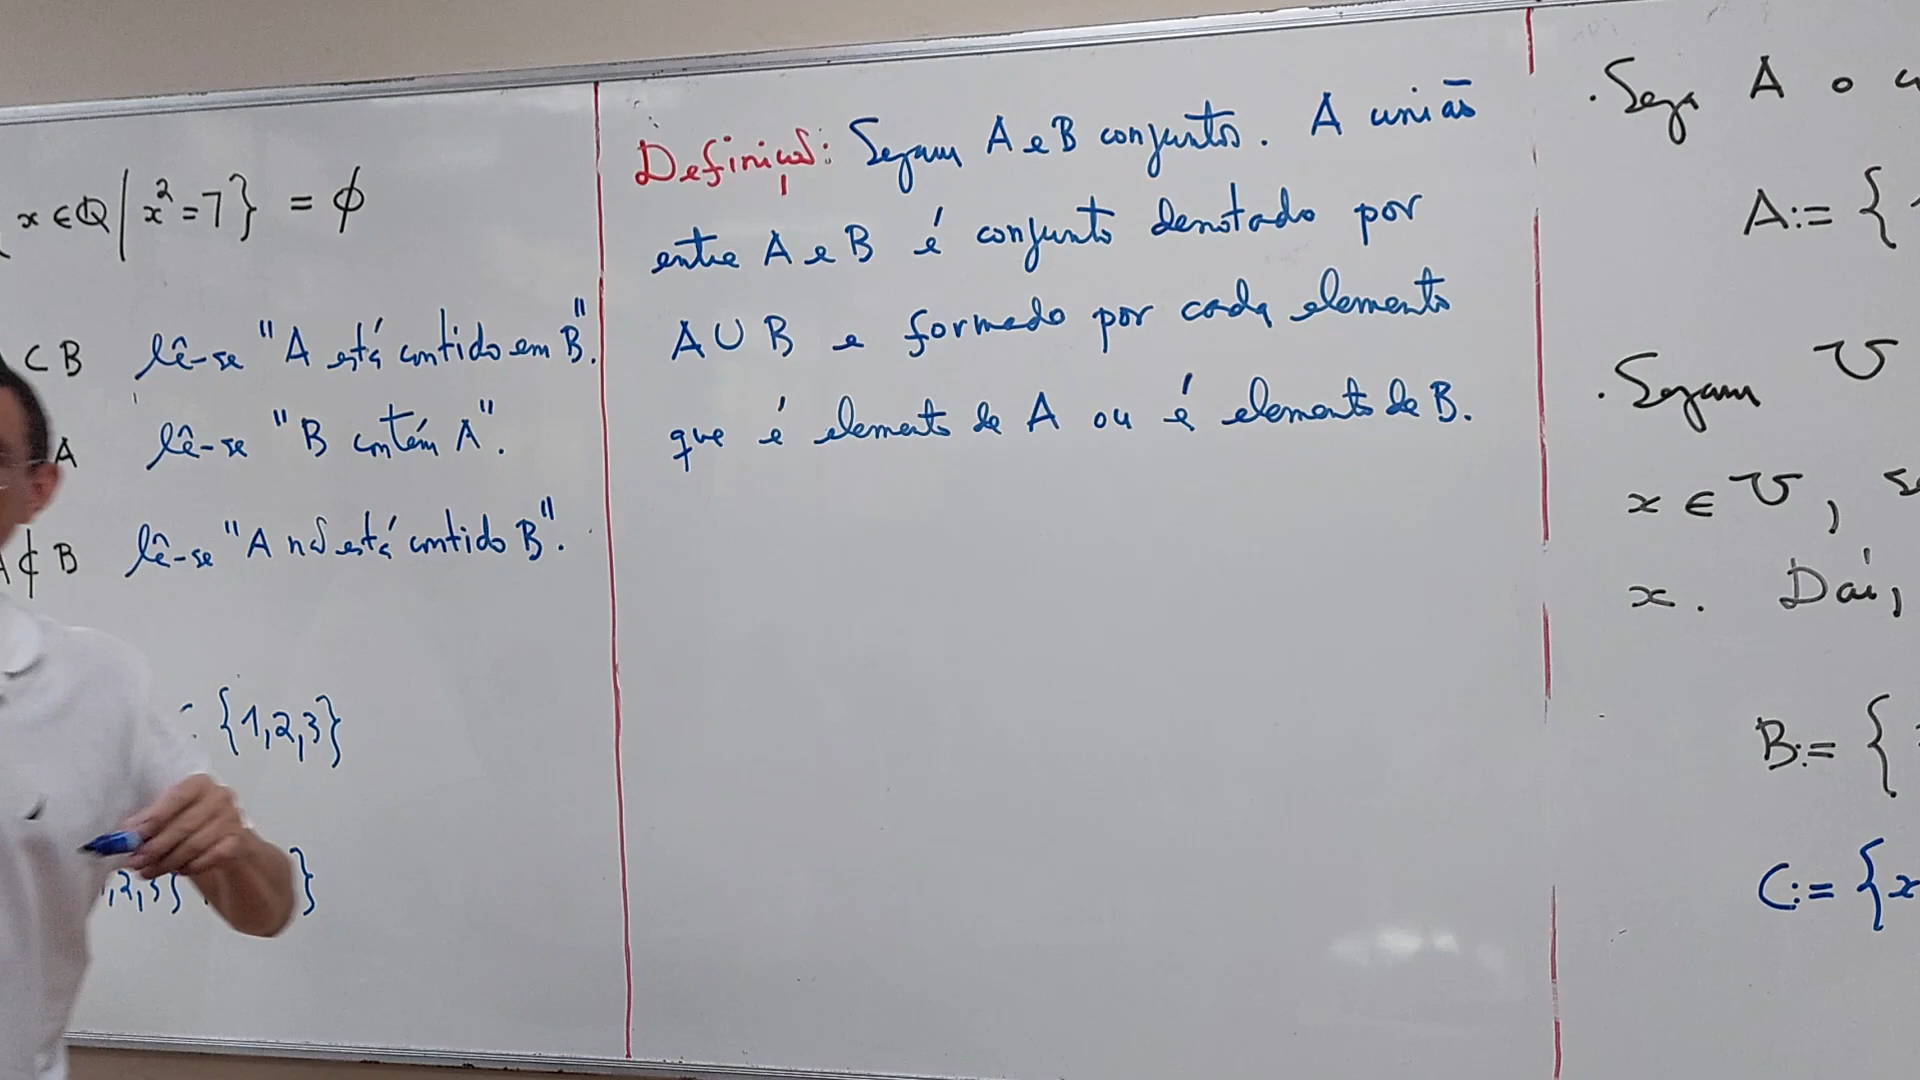 x ∈ ℚ | x² = 7} = ∅
⊂ B lê-se "A está contido em B".
A lê-se "B contém A".
A ⊄ B lê-se "A não está contido B".
{1,2,3}
,2,3} }
Definição: Sejam A e B conjuntos. A união
entre A e B é conjunto denotado por
A ∪ B e formado por cada elemento
que é elemento de A ou é elemento de B.
. Seja A o
A := {
. Sejam V
x ∈ V,
x. Daí,
B := {
C := {x